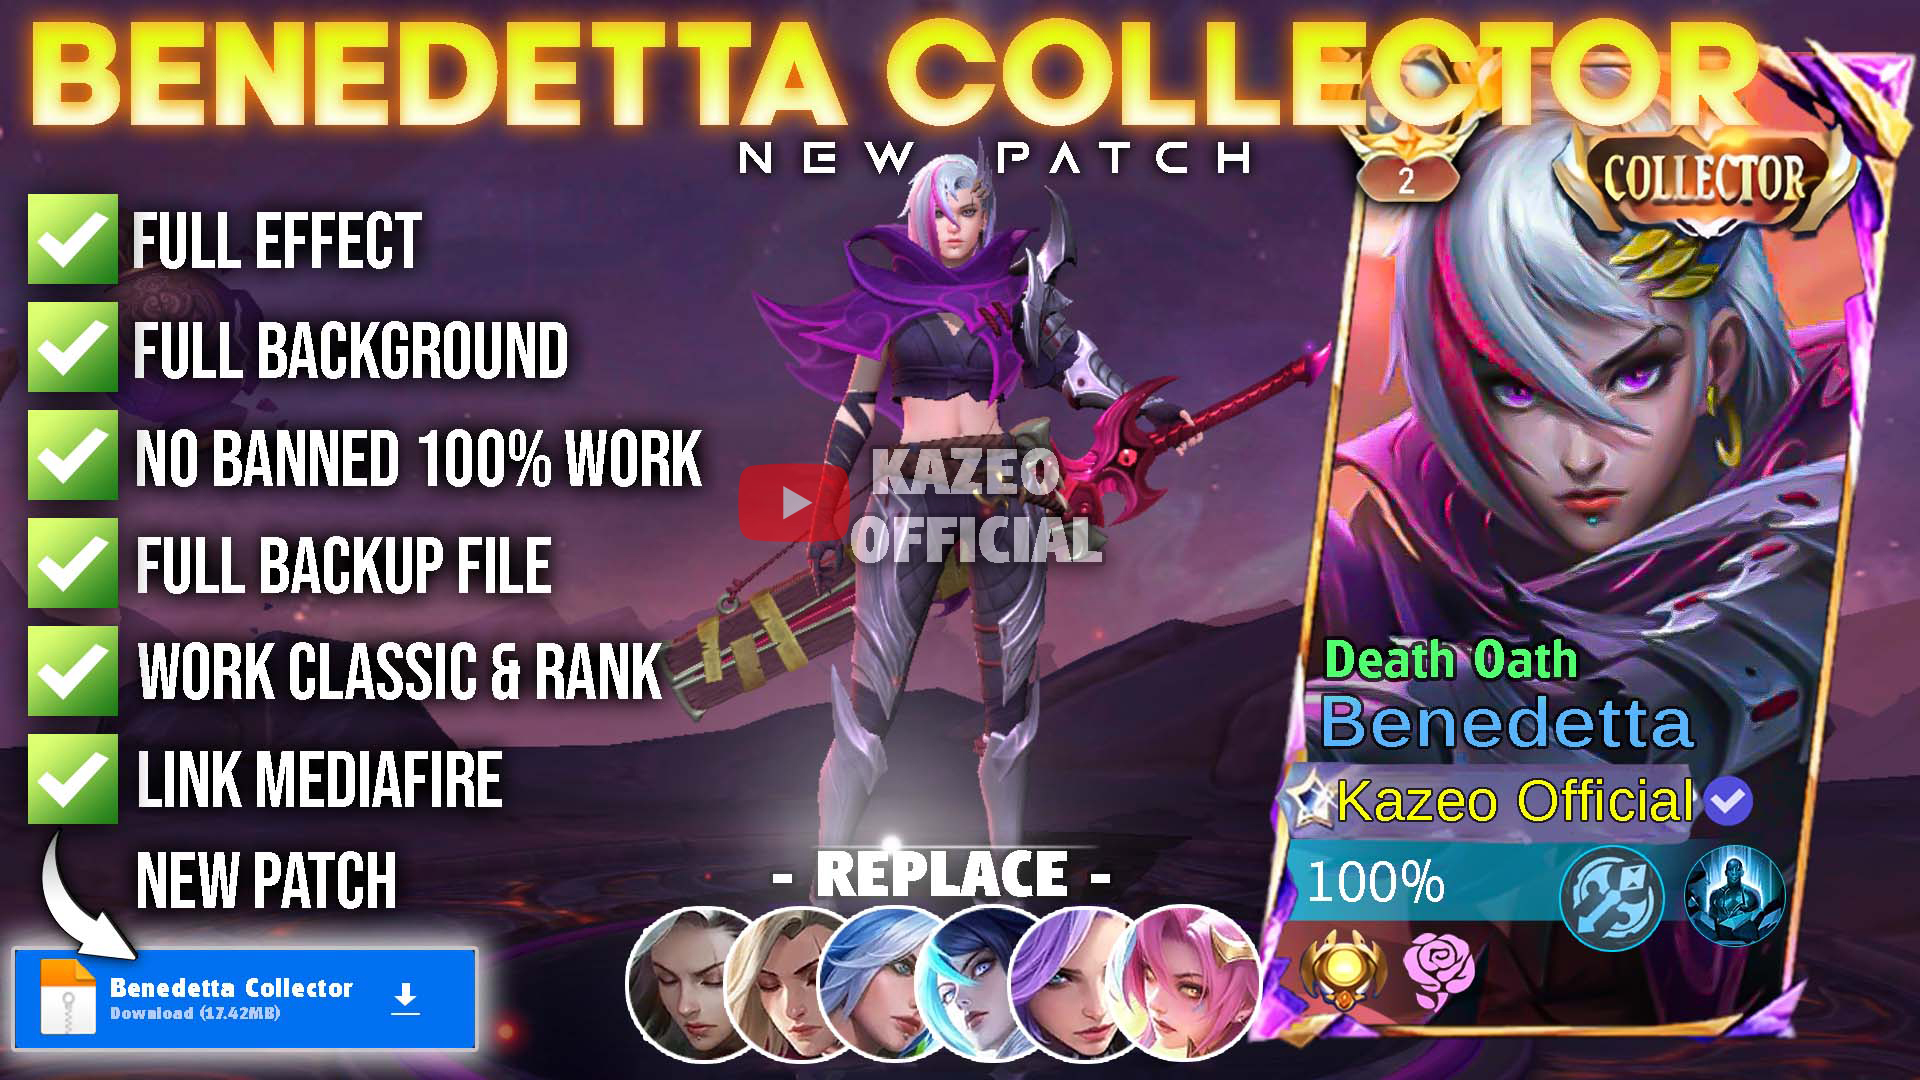 BENEDETTA COLLECTOR
NEW PATCH
2
COLLECTOR
FULL EFFECT
FULL BACKGROUND
NO BANNED 100% WORK
FULL BACKUP FILE
WORK CLASSIC & RANK
LINK MEDIAFIRE
NEW PATCH
Benedetta Collector
Download (17.42MB)
KAZEO
OFFICIAL
- REPLACE -
Death Oath
Benedetta
Kazeo Official
100%